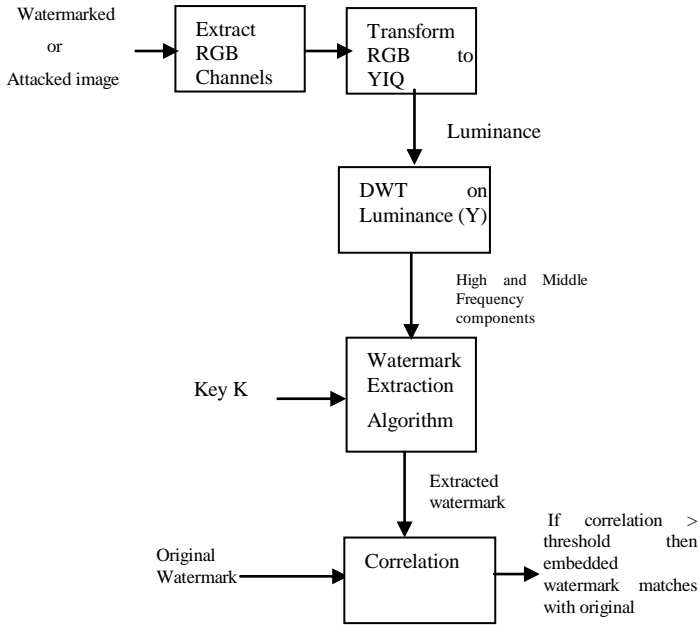 Watermarked
or
Attacked image
Extract
RGB
Channels
Transform
RGB to
YIQ
Luminance
DWT on
Luminance (Y)
High and Middle
Frequency
components
Key K
Watermark
Extraction
Algorithm
Extracted
watermark
Original
Watermark
Correlation
If correlation >
threshold then
embedded
watermark matches
with original